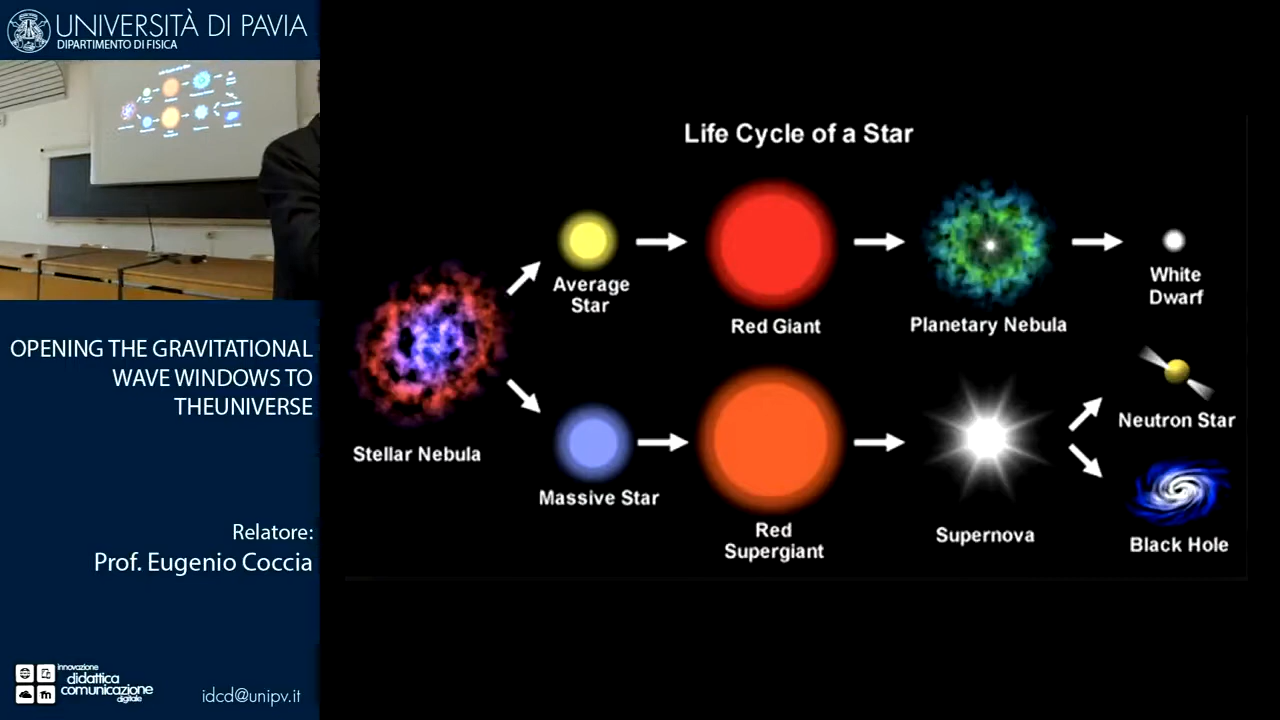 UNIVERSITÀ DI PAVIA
DIPARTIMENTO DI FISICA
OPENING THE GRAVITATIONAL
WAVE WINDOWS TO
THEUNIVERSE
Relatore:
Prof. Eugenio Coccia
innovazione
didattica
comunicazione
digitale
idcd@unipv.it
Life Cycle of a Star
Stellar Nebula
Average
Star
Red Giant
Planetary Nebula
White
Dwarf
Massive Star
Red
Supergiant
Supernova
Neutron Star
Black Hole